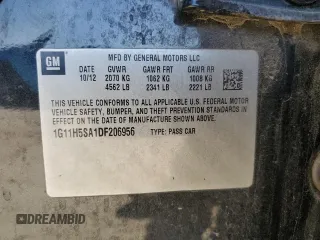 GM
MFD BY GENERAL MOTORS LLC
DATE GVWR GAWR FRT GAWR RR
10/12 2070 KG 1062 KG 1008 KG
4562 LB 2341 LB 2221 LB
THIS VEHICLE CONFORMS TO ALL APPLICABLE U.S. FEDERAL MOTOR
VEHICLE SAFETY, BUMPER, AND THEFT PREVENTION STANDARDS
IN EFFECT ON THE DATE OF MANUFACTURE SHOWN ABOVE.
1G11H5SA1DF206956 TYPE: PASS CAR
DREAMBID